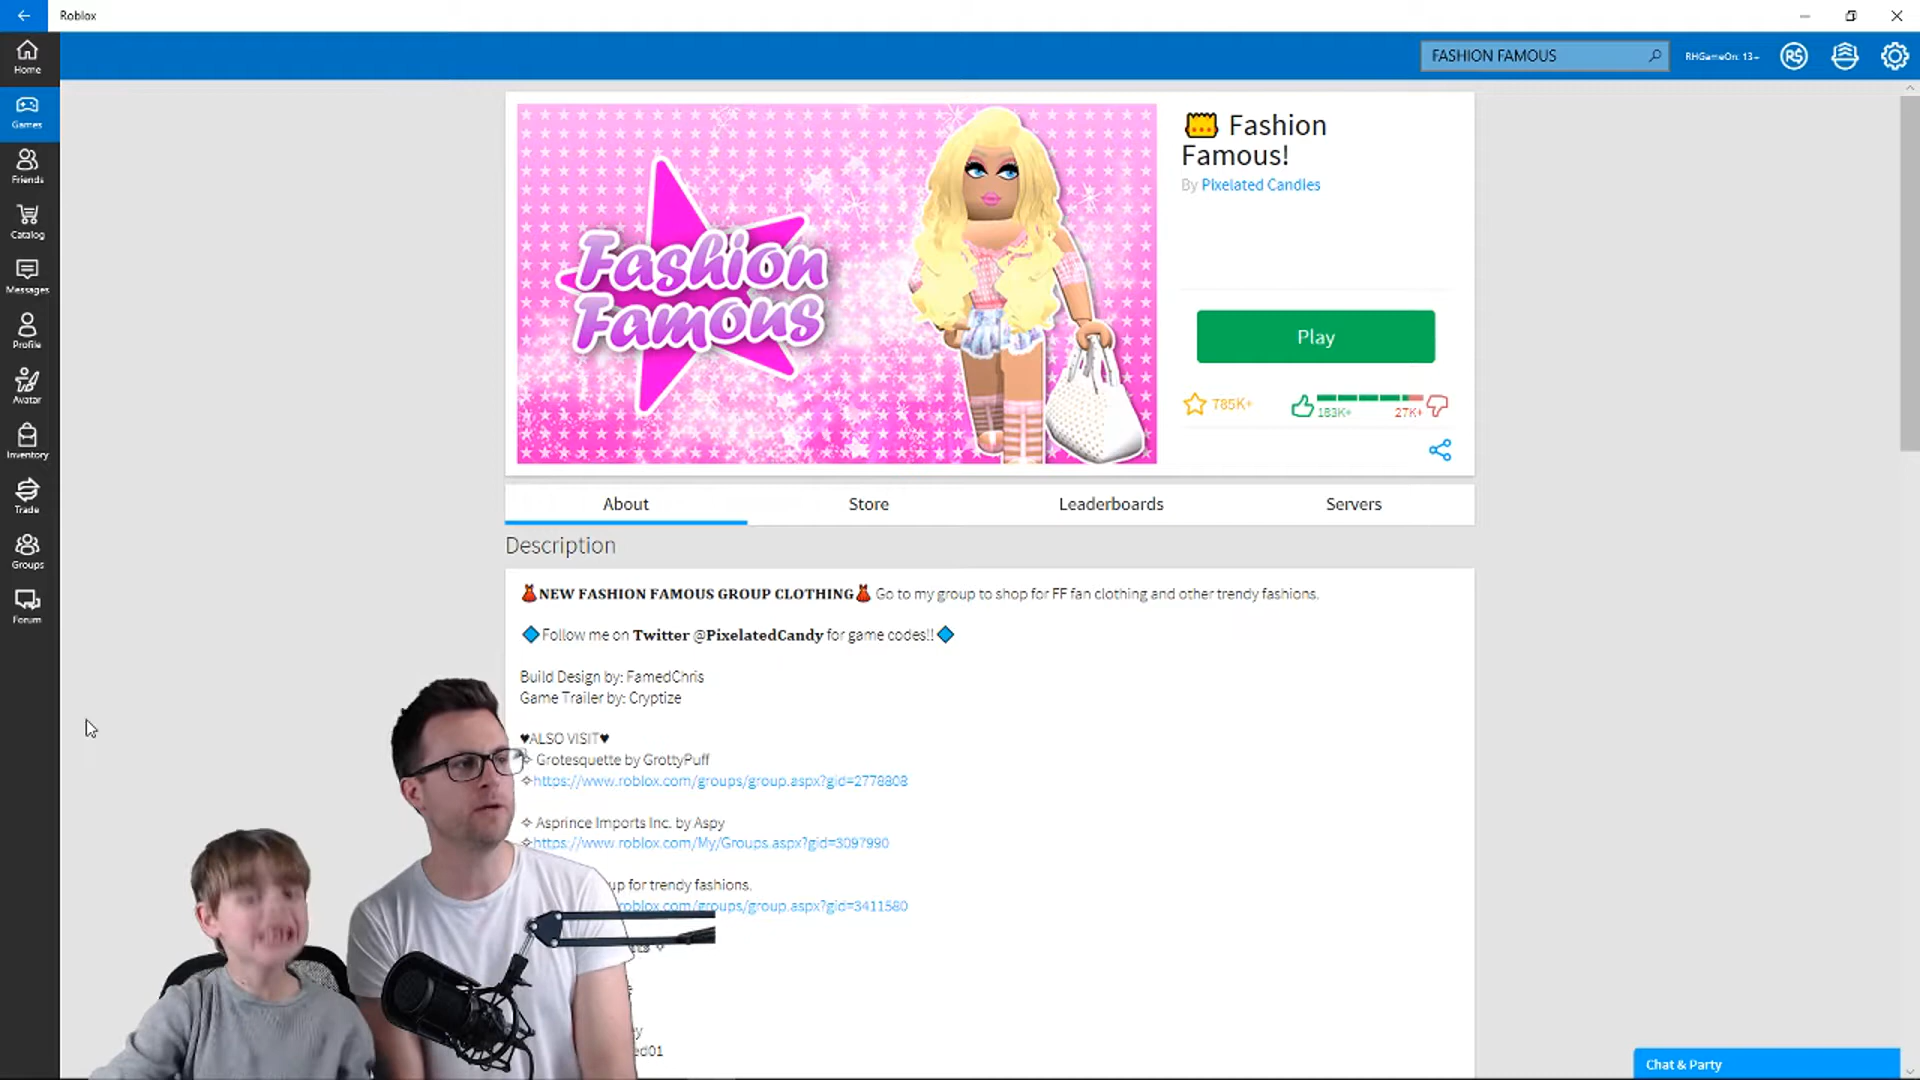 Roblox
FASHION FAMOUS
RHGameOn: 13+
Home
Games
Friends
Catalog
Messages
Profile
Avatar
Inventory
Trade
Groups
Forum
Fashion
Famous
Fashion
Famous!
By Pixelated Candies
Play
785K+
183K+
27K+
About
Store
Leaderboards
Servers
Description
NEW FASHION FAMOUS GROUP CLOTHING Go to my group to shop for FF fan clothing and other trendy fashions.
Follow me on Twitter @PixelatedCandy for game codes!!
Build Design by: FamedChris
Game Trailer by: Cryptize
♥ALSO VISIT♥
✧ Grotesquette by GrottyPuff
✧https://www.roblox.com/groups/group.aspx?gid=2778808
✧ Asprince Imports Inc. by Aspy
✧https://www.roblox.com/My/Groups.aspx?gid=3097990
up for trendy fashions.
roblox.com/groups/group.aspx?gid=3411580
ed01
Chat & Party